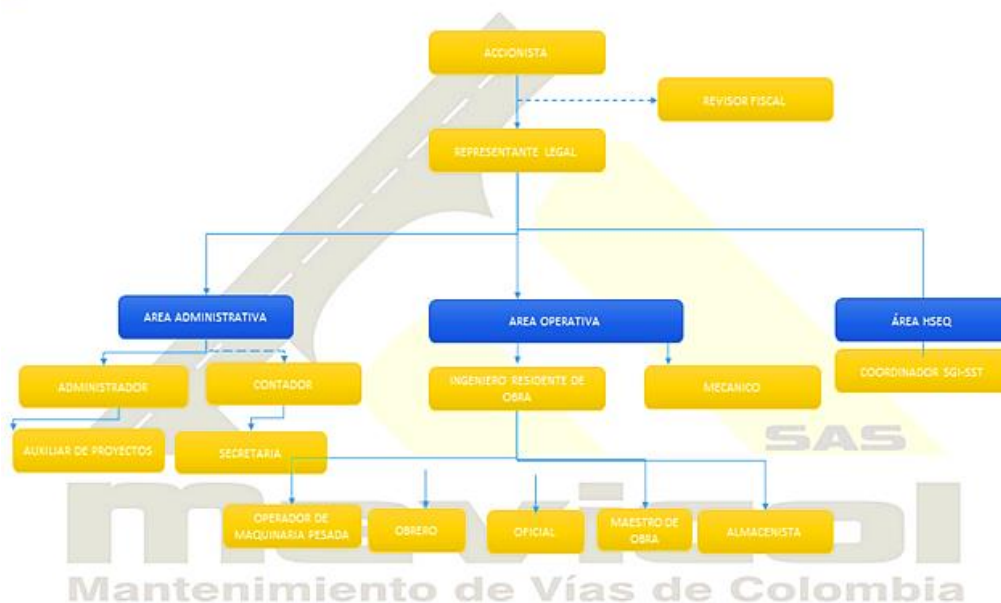 ACCIONISTA
REVISOR FISCAL
REPRESENTANTE LEGAL
AREA ADMINISTRATIVA
AREA OPERATIVA
ÁREA HSEQ
ADMINISTRADOR
CONTADOR
INGENIERO RESIDENTE DE
OBRA
MECANICO
COORDINADOR SGI-SST
AUXILIAR DE PROYECTOS
SECRETARIA
SAS
OPERADOR DE
MAQUINARIA PESADA
OBRERO
OFICIAL
MAESTRO DE
OBRA
ALMACENISTA
mavicol
Mantenimiento de Vías de Colombia